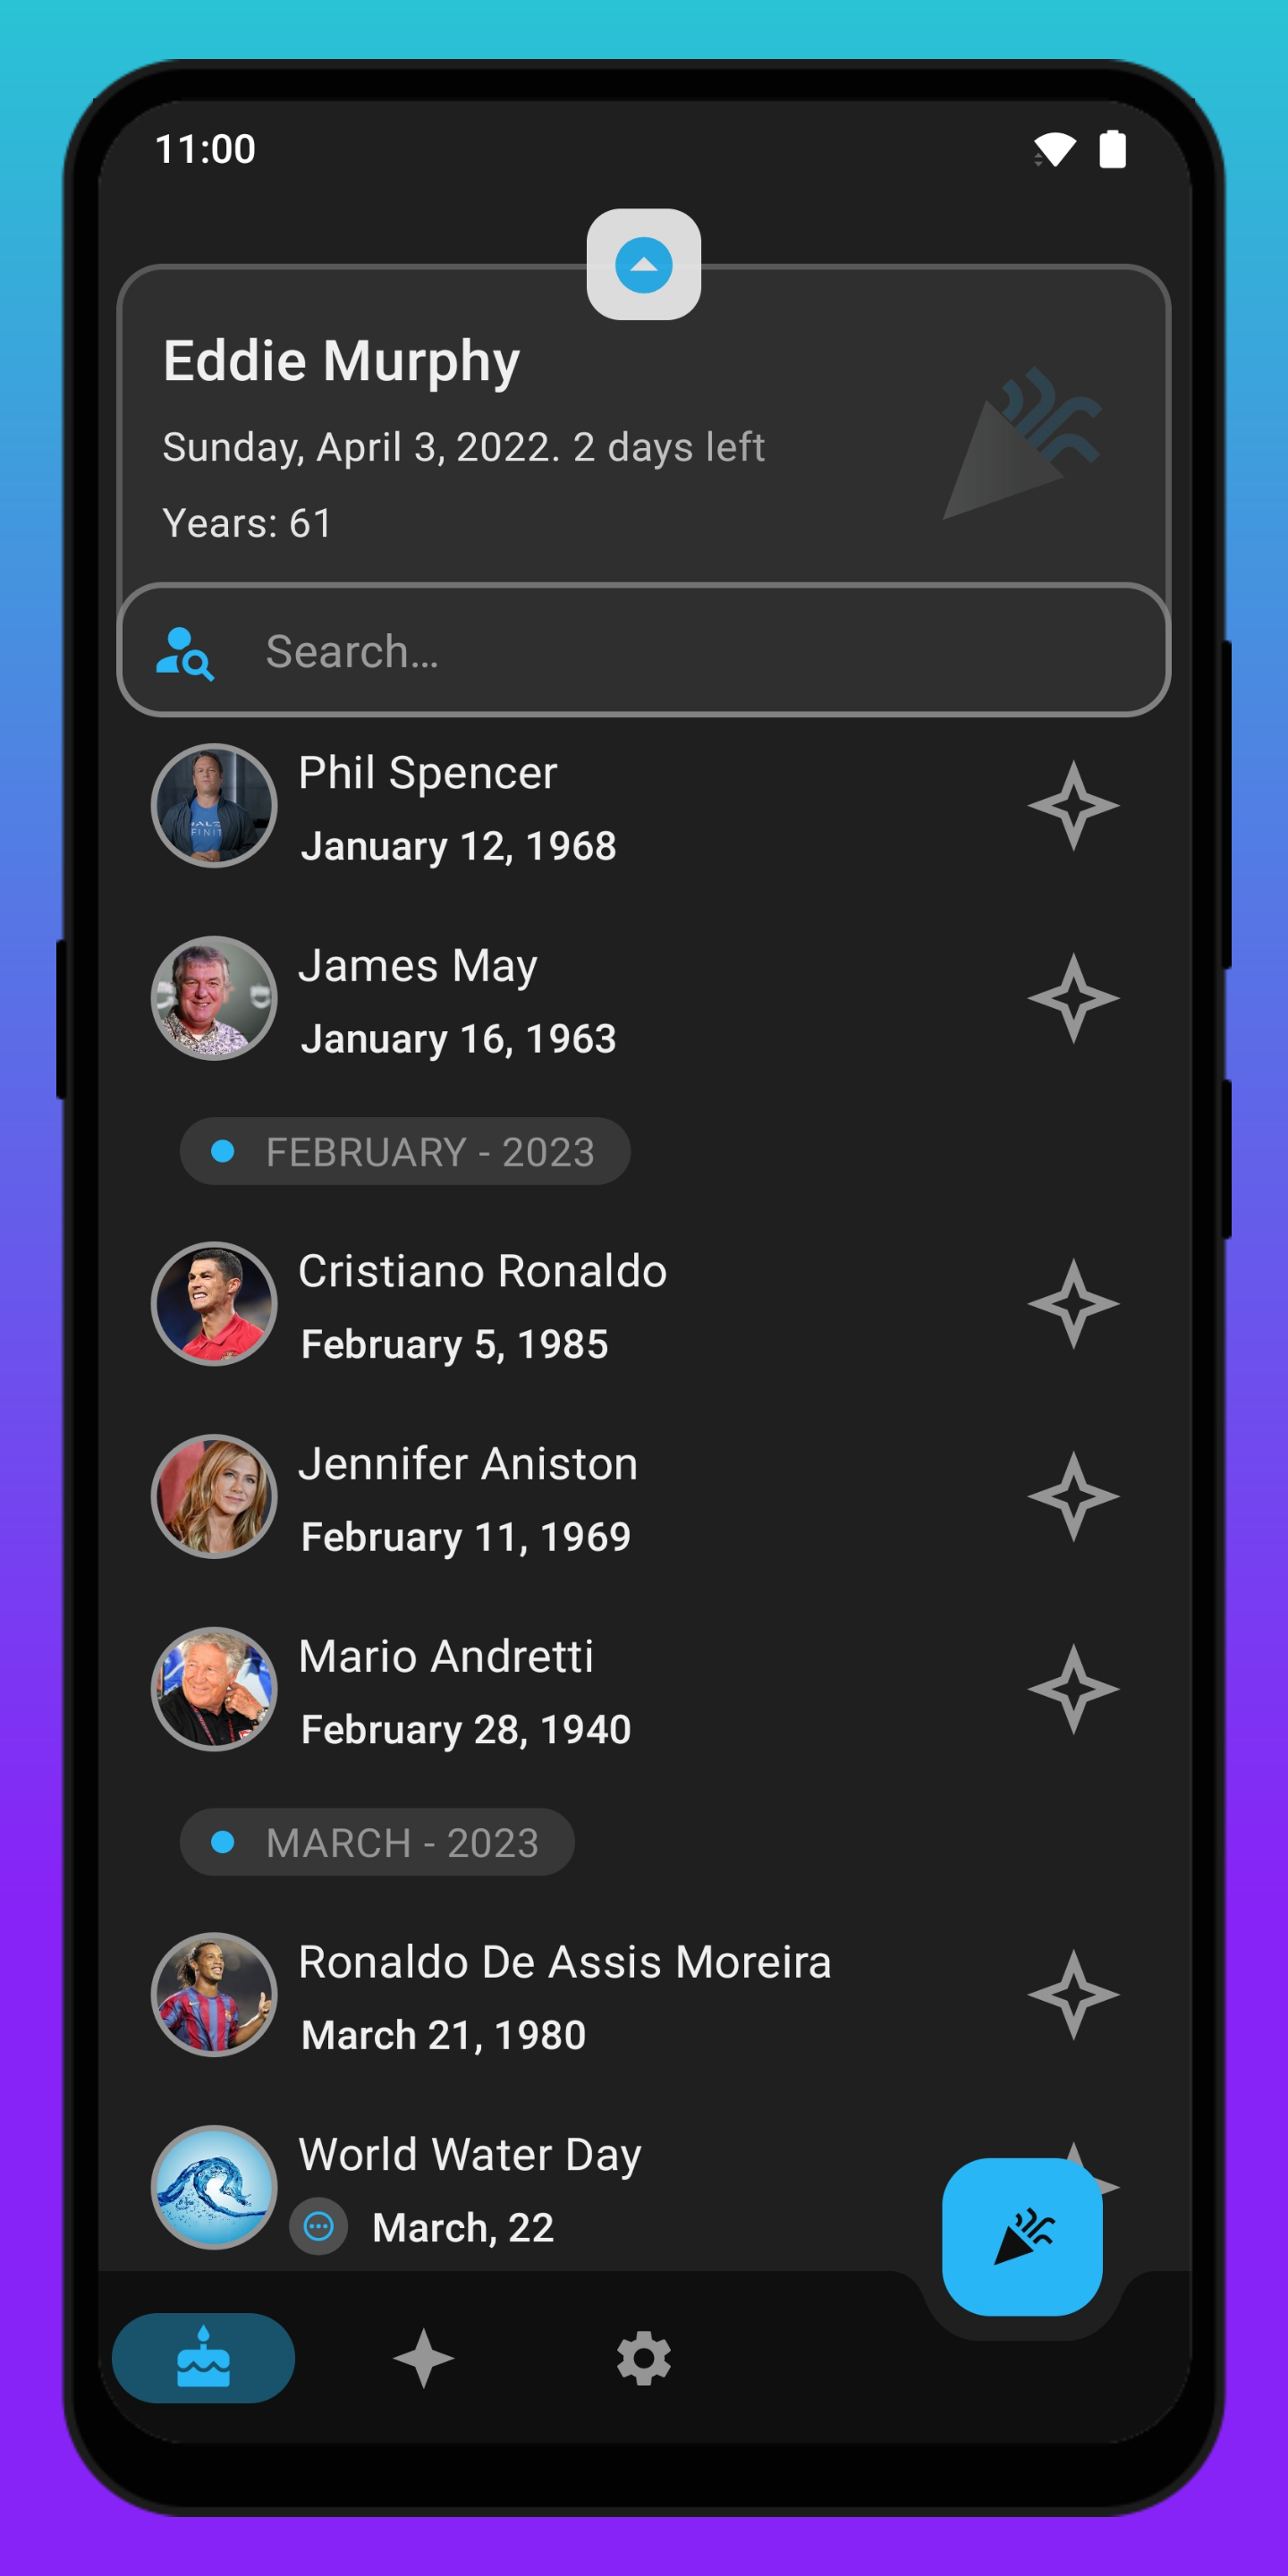 11:00
Eddie Murphy
Sunday, April 3, 2022. 2 days left
Years: 61
Search…
Phil Spencer
January 12, 1968
James May
January 16, 1963
FEBRUARY - 2023
Cristiano Ronaldo
February 5, 1985
Jennifer Aniston
February 11, 1969
Mario Andretti
February 28, 1940
MARCH - 2023
Ronaldo De Assis Moreira
March 21, 1980
World Water Day
March, 22